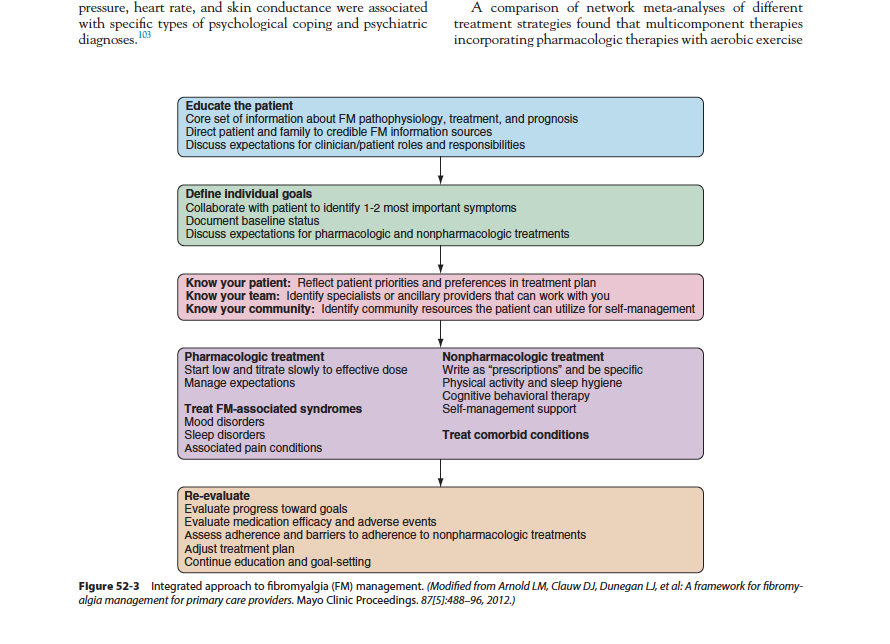 pressure, heart rate, and skin conductance were associated
with specific types of psychological coping and psychiatric
diagnoses.103
A comparison of network meta-analyses of different
treatment strategies found that multicomponent therapies
incorporating pharmacologic therapies with aerobic exercise
Educate the patient
Core set of information about FM pathophysiology, treatment, and prognosis
Direct patient and family to credible FM information sources
Discuss expectations for clinician/patient roles and responsibilities
Define individual goals
Collaborate with patient to identify 1-2 most important symptoms
Document baseline status
Discuss expectations for pharmacologic and nonpharmacologic treatments
Know your patient: Reflect patient priorities and preferences in treatment plan
Know your team: Identify specialists or ancillary providers that can work with you
Know your community: Identify community resources the patient can utilize for self-management
Pharmacologic treatment
Start low and titrate slowly to effective dose
Manage expectations
Treat FM-associated syndromes
Mood disorders
Sleep disorders
Associated pain conditions
Nonpharmacologic treatment
Write as “prescriptions” and be specific
Physical activity and sleep hygiene
Cognitive behavioral therapy
Self-management support
Treat comorbid conditions
Re-evaluate
Evaluate progress toward goals
Evaluate medication efficacy and adverse events
Assess adherence and barriers to adherence to nonpharmacologic treatments
Adjust treatment plan
Continue education and goal-setting
Figure 52-3 Integrated approach to fibromyalgia (FM) management. (Modified from Arnold LM, Clauw DJ, Dunegan LJ, et al: A framework for fibromy-
algia management for primary care providers. Mayo Clinic Proceedings. 87[5]:488–96, 2012.)